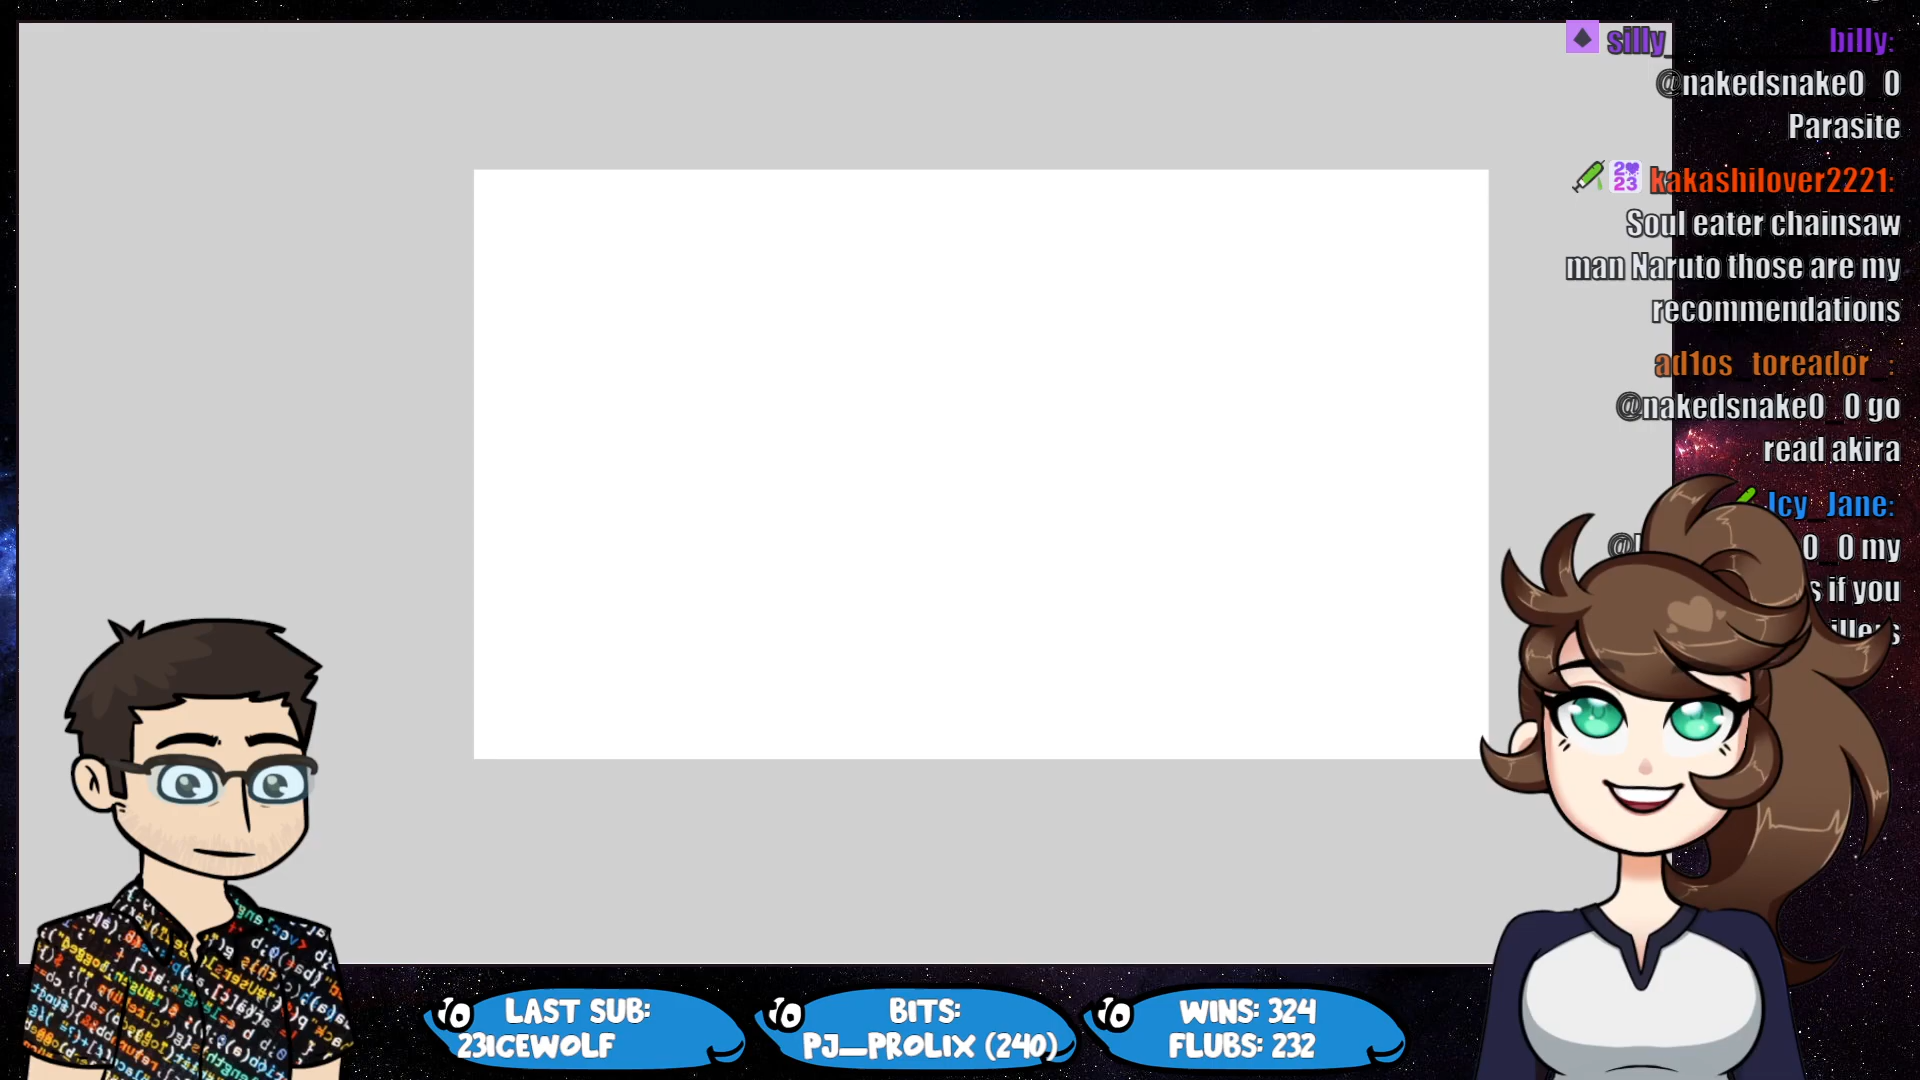 silly_ billy:
@nakedsnake0_0
Parasite
kakashilover2221:
Soul eater chainsaw
man Naruto those are my
recommendations
ad1os_toreador_:
@nakedsnake0_0 go
read akira
Icy_Jane:
0_0 my
if you
LAST SUB:
23ICEWOLF
BITS:
PJ_PROLIX (240)
WINS: 324
FLUBS: 232